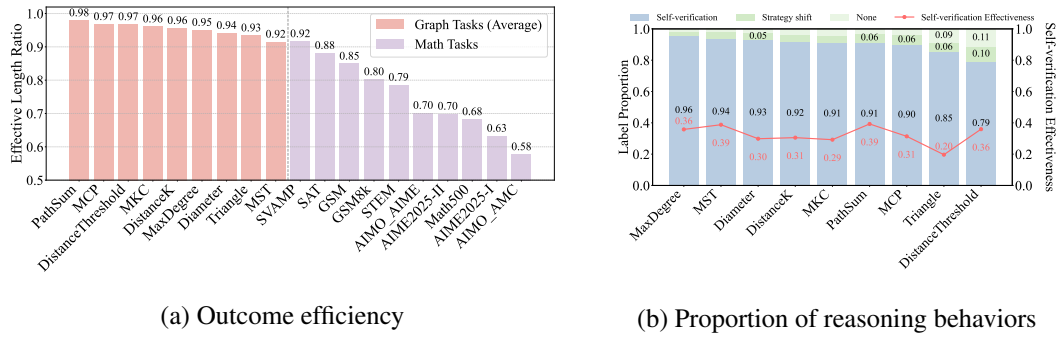 Effective Length Ratio
1.0
0.9
0.8
0.7
0.6
0.5
Graph Tasks (Average)
Math Tasks
0.98
0.97
0.97
0.96
0.96
0.95
0.94
0.93
0.92
0.92
0.88
0.85
0.80
0.79
0.70
0.70
0.68
0.63
0.58
PathSum
MCP
DistanceThreshold
MKC
DistanceK
MaxDegree
Diameter
Triangle
MST
SVAMP
SAT
GSM
GSM8k
STEM
AIMO_AIME
AIME2025-II
Math500
AIME2025-I
AIMO_AMC
(a) Outcome efficiency
Self-verification
Strategy shift
None
Self-verification Effectiveness
Label Proportion
1.0
0.8
0.6
0.4
0.2
0.0
0.05
0.06
0.06
0.09
0.06
0.11
0.10
0.96
0.94
0.93
0.92
0.91
0.91
0.90
0.85
0.79
0.36
0.39
0.30
0.31
0.29
0.39
0.31
0.20
0.36
1.0
0.8
0.6
0.4
0.2
0.0
Self-verification Effectiveness
MaxDegree
MST
Diameter
DistanceK
MKC
PathSum
MCP
Triangle
DistanceThreshold
(b) Proportion of reasoning behaviors